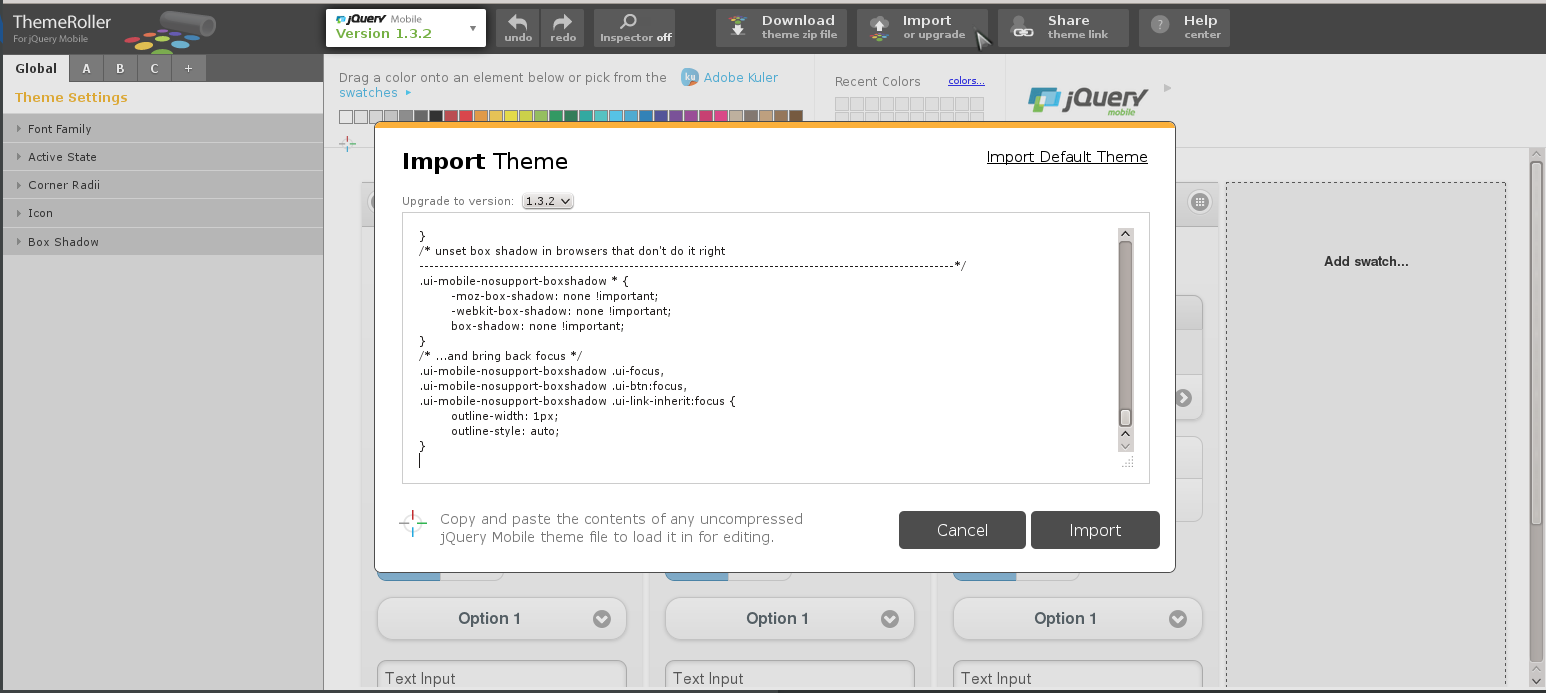 ThemeRoller
For jQuery Mobile
jQuery Mobile
Version 1.3.2
undo
redo
Inspector off
Download
theme zip file
Import
or upgrade
Share
theme link
?
Help
center
Global
A
B
C
+
Theme Settings
Font Family
Active State
Corner Radii
Icon
Box Shadow
Drag a color onto an element below or pick from the ku Adobe Kuler
swatches
Recent Colors
colors...
jQuery
mobile
Import Theme
Import Default Theme
Upgrade to version: 1.3.2
}
/* unset box shadow in browsers that don't do it right
-----------------------------------------------------------------------------------------------------------*/
.ui-mobile-nosupport-boxshadow * {
-moz-box-shadow: none !important;
-webkit-box-shadow: none !important;
box-shadow: none !important;
}
/* ...and bring back focus */
.ui-mobile-nosupport-boxshadow .ui-focus,
.ui-mobile-nosupport-boxshadow .ui-btn:focus,
.ui-mobile-nosupport-boxshadow .ui-link-inherit:focus {
outline-width: 1px;
outline-style: auto;
}
Copy and paste the contents of any uncompressed
jQuery Mobile theme file to load it in for editing.
Cancel
Import
Add swatch...
Option 1
Option 1
Option 1
Text Input
Text Input
Text Input